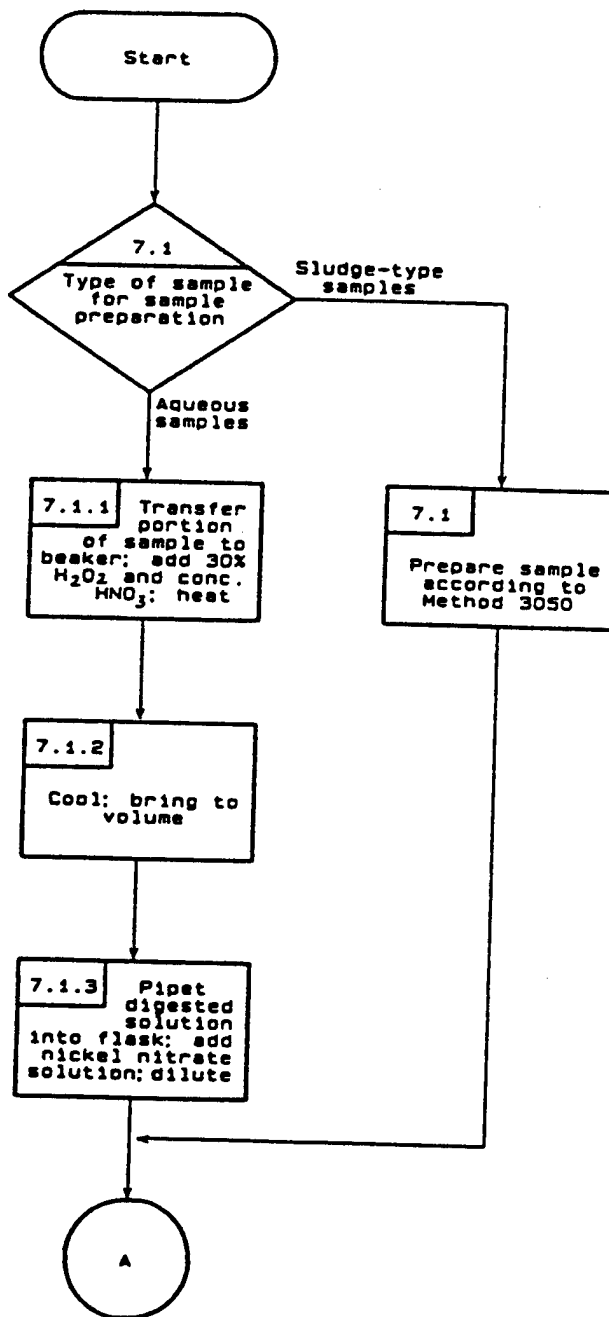 Start
7.1
Type of sample
for sample
preparation
Sludge-type
samples
Aqueous
samples
7.1.1 Transfer
portion
of sample to
beaker; add 30%
H₂O₂ and conc.
HNO₃; heat
7.1
Prepare sample
according to
Method 3050
7.1.2
Cool; bring to
volume
7.1.3 Pipet
digested
solution
into flask; add
nickel nitrate
solution; dilute
A